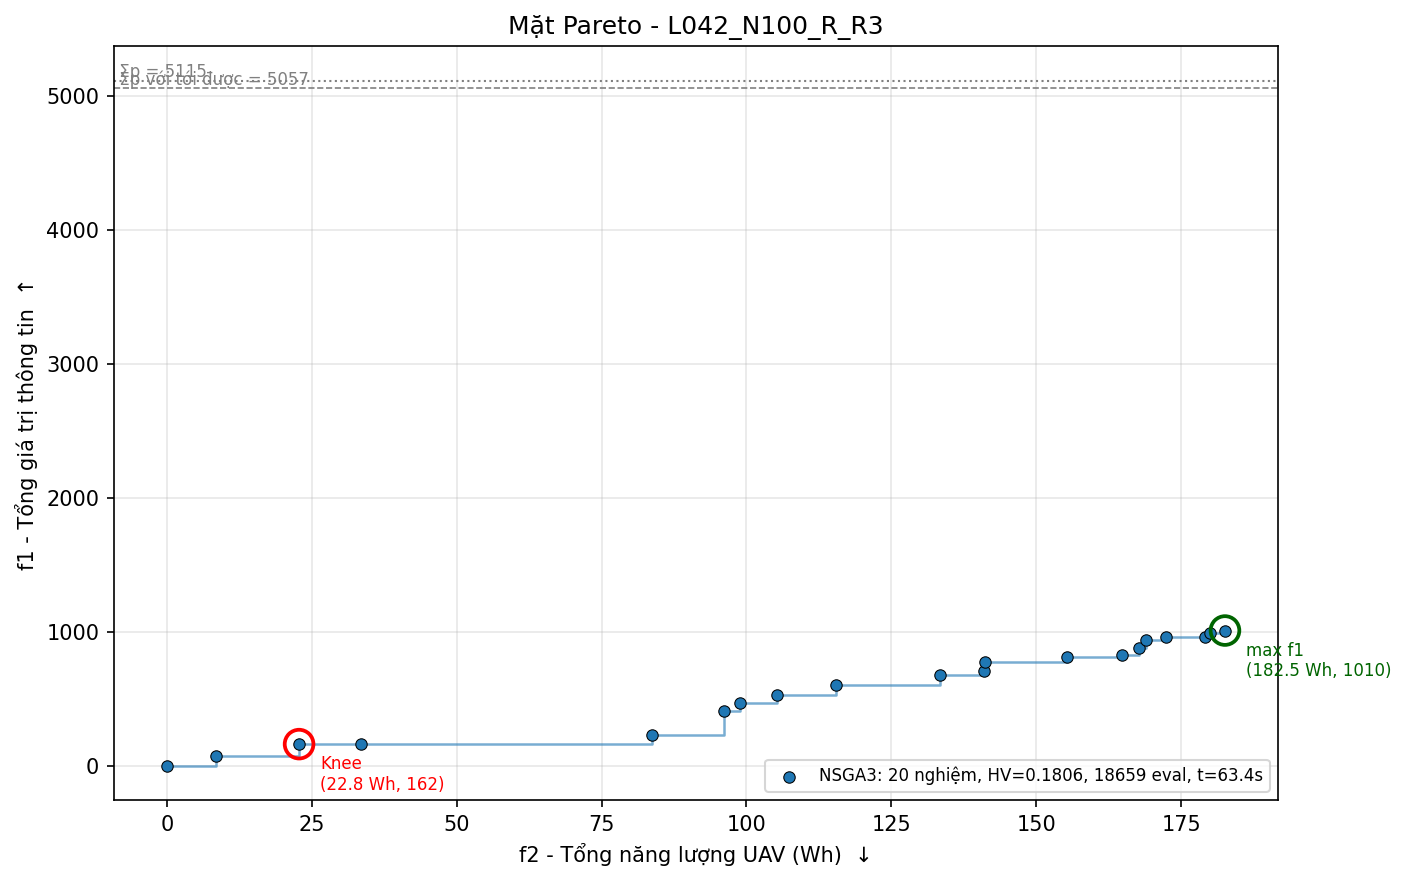 Mặt Pareto - L042_N100_R_R3
Σp = 5115
Σp với tới được = 5057
5000
4000
3000
2000
1000
0
f1 - Tổng giá trị thông tin ↑
max f1
(182.5 Wh, 1010)
Knee
(22.8 Wh, 162)
NSGA3: 20 nghiệm, HV=0.1806, 18659 eval, t=63.4s
0 25 50 75 100 125 150 175
f2 - Tổng năng lượng UAV (Wh) ↓